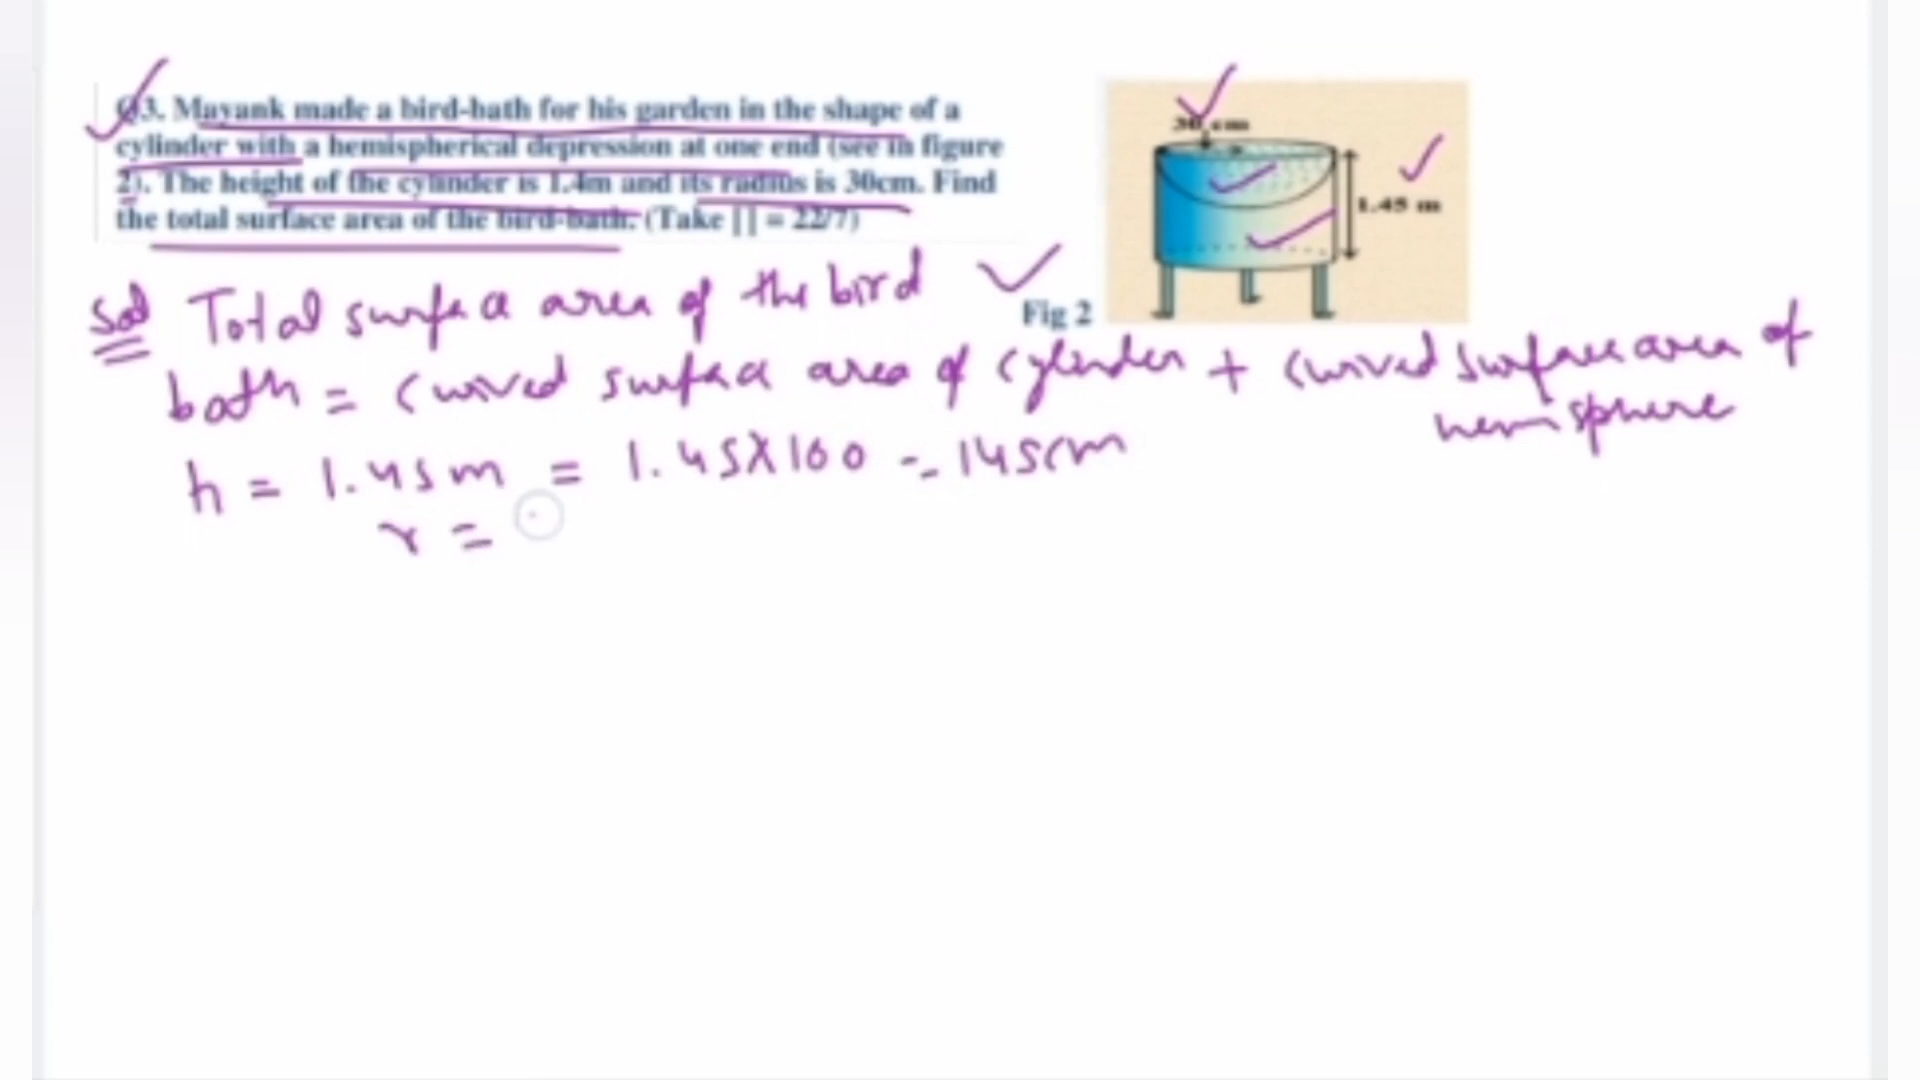 Q3. Mayank made a bird-bath for his garden in the shape of a
cylinder with a hemispherical depression at one end (see in figure
2). The height of the cylinder is 1.4m and its radius is 30cm. Find
the total surface area of the bird-bath. (Take ∏ = 22/7)
30 cm
1.45 m
Fig 2
Sol Total surface area of the bird
bath = curved surface area of cylinder + curved surface area of
hemisphere
h = 1.45m = 1.45X100 = 145cm
r =